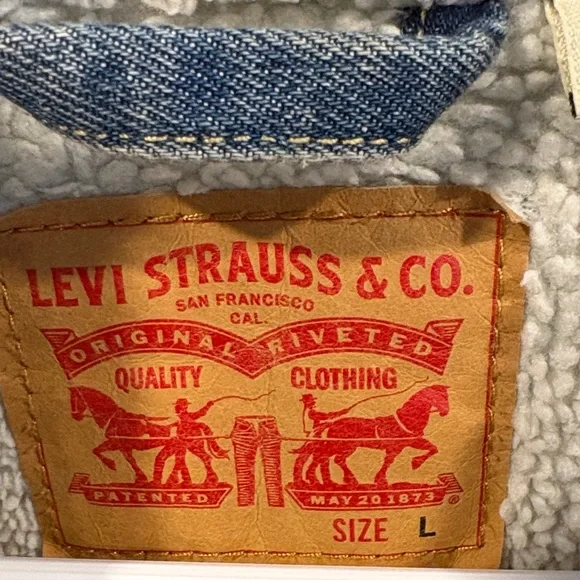 LEVI STRAUSS & CO.
SAN FRANCISCO
CAL.
ORIGINAL RIVETED
QUALITY CLOTHING
PATENTED MAY 20 1873 ®
SIZE L